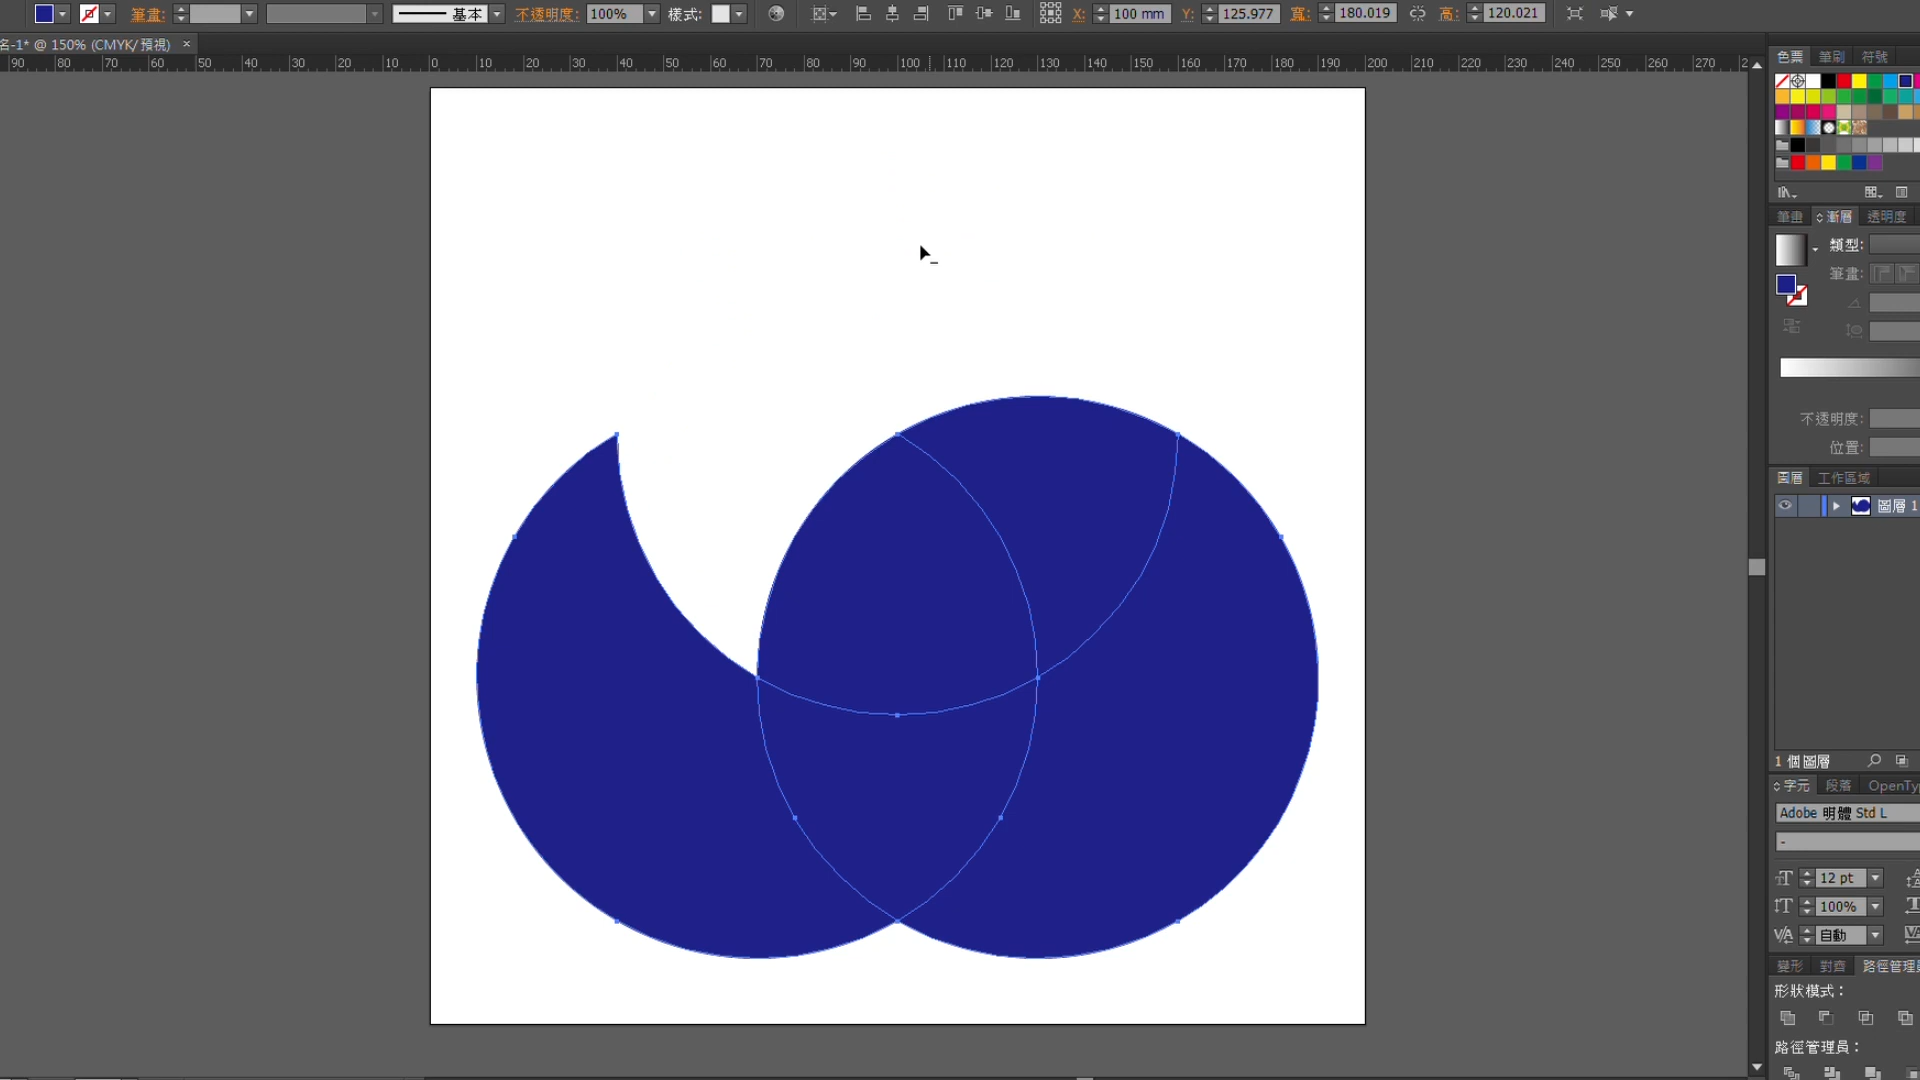 筆畫: 基本 不透明度: 100% 樣式: X: 100 mm Y: 125.977 寬: 180.019 高: 120.021
名-1* @ 150% (CMYK/預視) ×
90 80 70 60 50 40 30 20 10 0 10 20 30 40 50 60 70 80 90 100 110 120 130 140 150 160 170 180 190 200 210 220 230 240 250 260 270 2
色票 筆刷 符號
筆畫 漸層 透明度
類型:
筆畫:
不透明度:
位置:
圖層 工作區域
圖層 1
1 個圖層
字元 段落 OpenTy
Adobe 明體 Std L
-
12 pt
100%
自動
變形 對齊 路徑管理員
形狀模式：
路徑管理員：